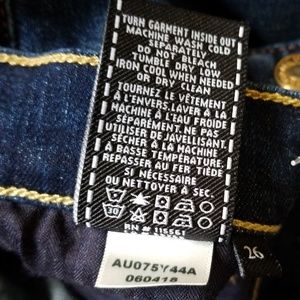 TURN GARMENT INSIDE OUT
MACHINE WASH COLD
SEPARATELY
DO NOT BLEACH
TUMBLE DRY LOW
IRON COOL WHEN NEEDED
OR DRY CLEAN
TOURNEZ LE VÊTEMENT
À L'ENVERS.LAVER À LA
MACHINE À L'EAU FROIDE
SÉPARÉMENT. NE PAS
UTILISER DE JAVELLISANT.
SÉCHER À LA MACHINE
À BASSE TEMPÉRATURE.
REPASSER AU FER TIÈDE
SI NÉCESSAIRE
OU NETTOYER À SEC.
30
RN # 115561
AU075Y44A
060418
26